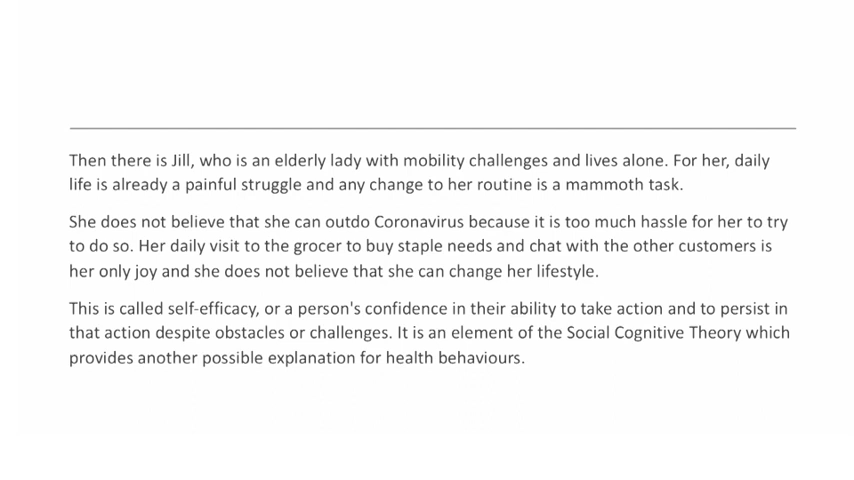 Then there is Jill, who is an elderly lady with mobility challenges and lives alone. For her, daily
life is already a painful struggle and any change to her routine is a mammoth task.
She does not believe that she can outdo Coronavirus because it is too much hassle for her to try
to do so. Her daily visit to the grocer to buy staple needs and chat with the other customers is
her only joy and she does not believe that she can change her lifestyle.
This is called self-efficacy, or a person's confidence in their ability to take action and to persist in
that action despite obstacles or challenges. It is an element of the Social Cognitive Theory which
provides another possible explanation for health behaviours.